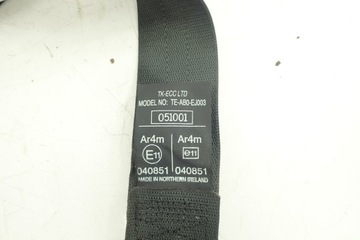 TK-ECC LTD
MODEL NO: TE-AB0-EJ003
051001
Ar4m Ar4m
E11 e11
040851 040851
MADE IN NORTHERN IRELAND